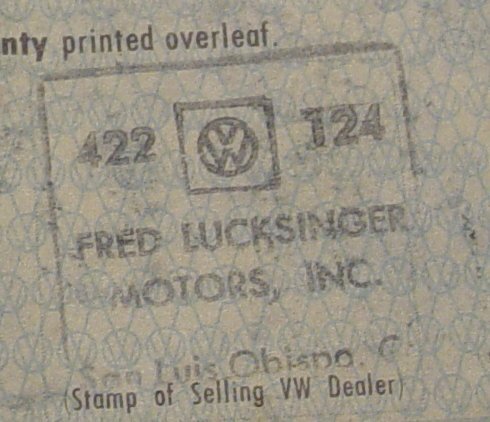 nty printed overleaf.
422 VW 124
FRED LUCKSINGER
MOTORS, INC.
San Luis Obispo, C
(Stamp of Selling VW Dealer)